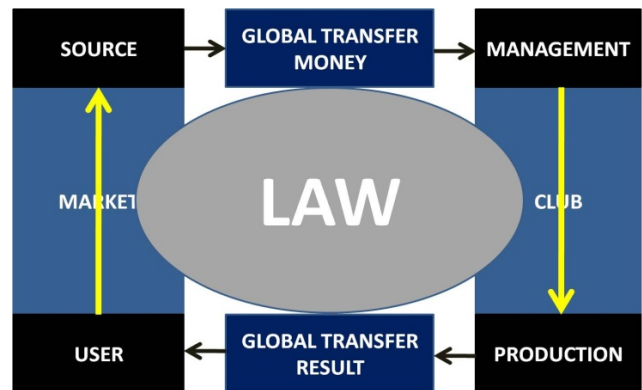 SOURCE
GLOBAL TRANSFER
MONEY
MANAGEMENT
MARKET
LAW
CLUB
USER
GLOBAL TRANSFER
RESULT
PRODUCTION